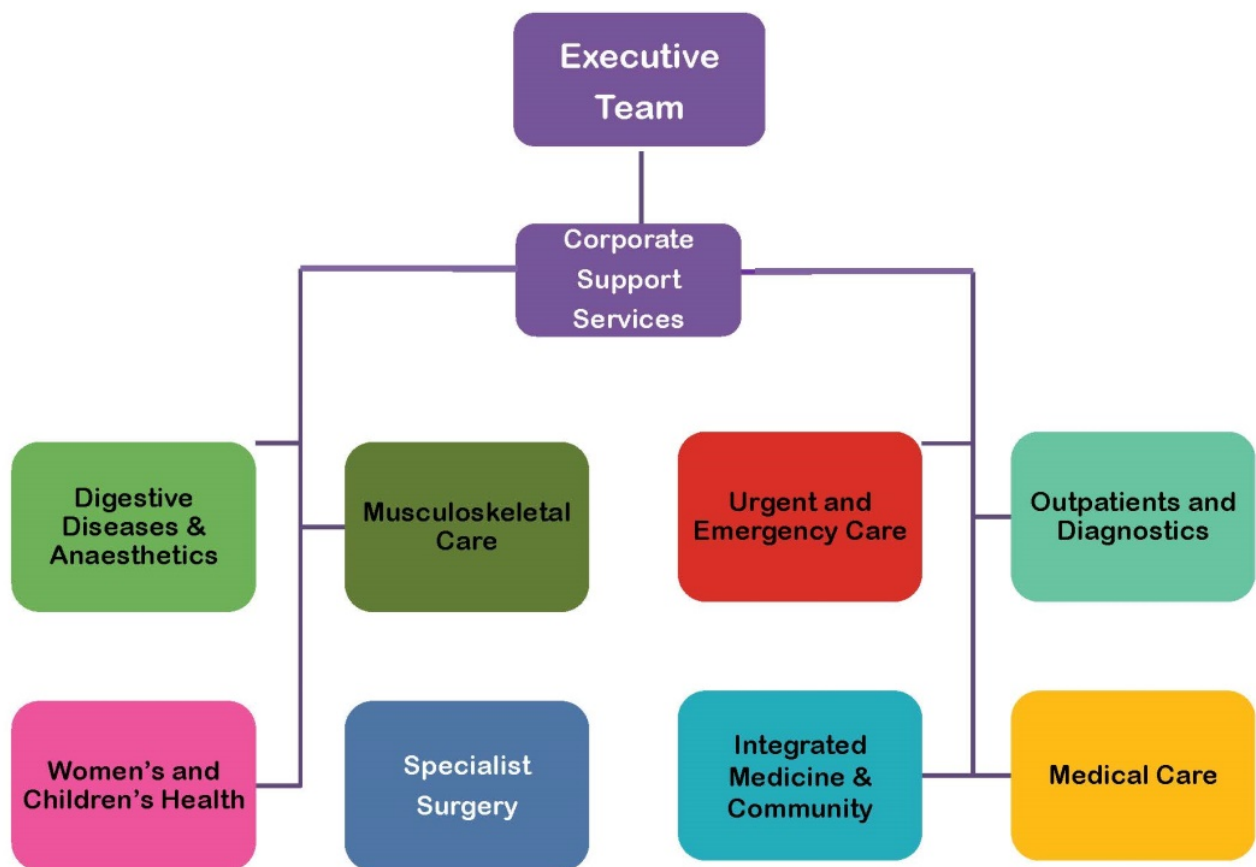 Executive
Team
Corporate
Support
Services
Digestive
Diseases &
Anaesthetics
Musculoskeletal
Care
Urgent and
Emergency Care
Outpatients and
Diagnostics
Women's and
Children's Health
Specialist
Surgery
Integrated
Medicine &
Community
Medical Care